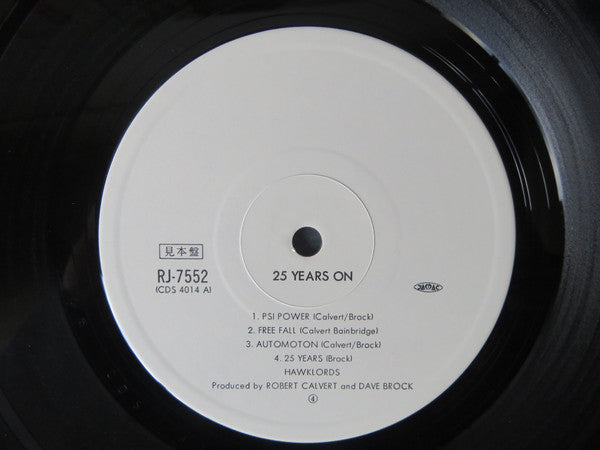 見本盤
RJ-7552
(CDS 4014 A)
25 YEARS ON
1. PSI POWER (Calvert/Brock)
2. FREE FALL (Calvert Bainbridge)
3. AUTOMOTON (Calvert/Brock)
4. 25 YEARS (Brock)
HAWKLORDS
Produced by ROBERT CALVERT and DAVE BROCK
④